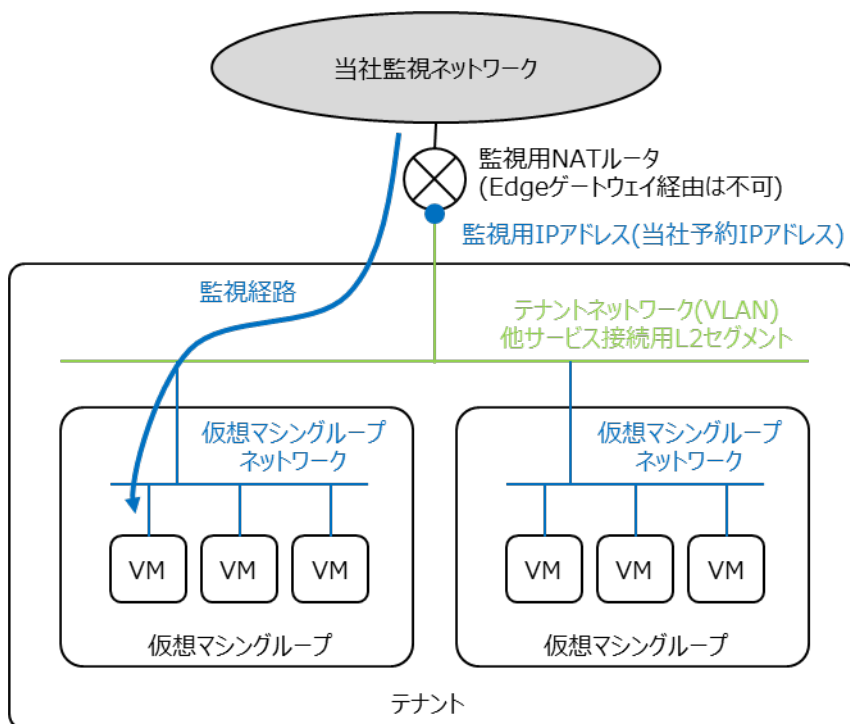 当社監視ネットワーク
監視用NATルータ
(Edgeゲートウェイ経由は不可)
監視用IPアドレス(当社予約IPアドレス)
監視経路
テナントネットワーク(VLAN)
他サービス接続用L2セグメント
仮想マシングループ
ネットワーク
仮想マシングループ
ネットワーク
VM
VM
VM
VM
VM
VM
仮想マシングループ
仮想マシングループ
テナント